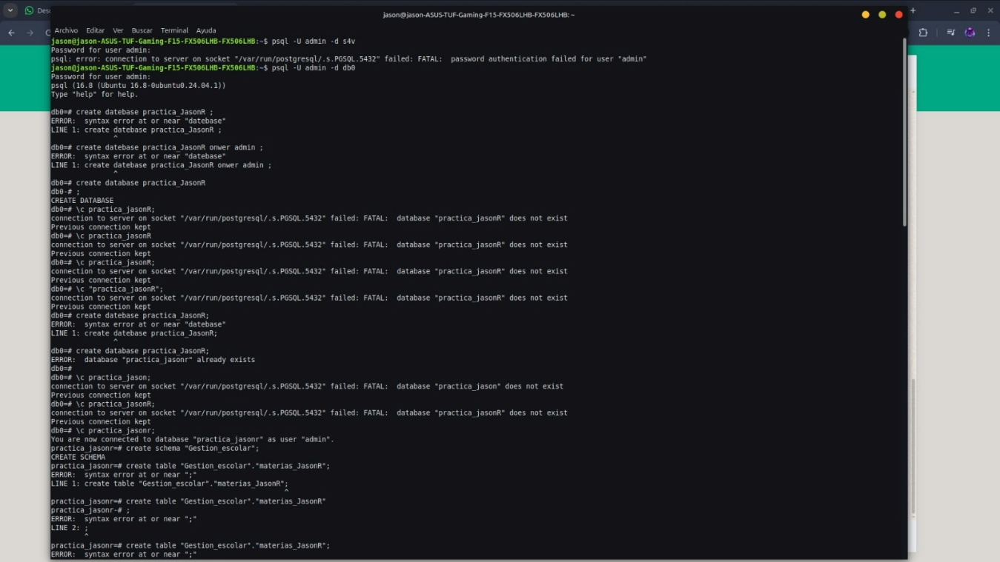 Desc
jason@jason-ASUS-TUF-Gaming-F15-FX506LHB-FX506LHB: ~
Archivo Editar Ver Buscar Terminal Ayuda
jason@jason-ASUS-TUF-Gaming-F15-FX506LHB-FX506LHB:~$ psql -U admin -d s4v
Password for user admin:
psql: error: connection to server on socket "/var/run/postgresql/.s.PGSQL.5432" failed: FATAL:  password authentication failed for user "admin"
jason@jason-ASUS-TUF-Gaming-F15-FX506LHB-FX506LHB:~$ psql -U admin -d db0
Password for user admin:
psql (16.8 (Ubuntu 16.8-0ubuntu0.24.04.1))
Type "help" for help.
db0=# create datebase practica_JasonR ;
ERROR:  syntax error at or near "datebase"
LINE 1: create datebase practica_JasonR ;
^
db0=# create datebase practica_JasonR onwer admin ;
ERROR:  syntax error at or near "datebase"
LINE 1: create datebase practica_JasonR onwer admin ;
^
db0=# create database practica_JasonR
db0-# ;
CREATE DATABASE
db0=# \c practica_jasonR;
connection to server on socket "/var/run/postgresql/.s.PGSQL.5432" failed: FATAL:  database "practica_jasonR" does not exist
Previous connection kept
db0=# \c practica_jasonR
connection to server on socket "/var/run/postgresql/.s.PGSQL.5432" failed: FATAL:  database "practica_jasonR" does not exist
Previous connection kept
db0=# \c practica_jasonR;
connection to server on socket "/var/run/postgresql/.s.PGSQL.5432" failed: FATAL:  database "practica_jasonR" does not exist
Previous connection kept
db0=# \c "practica_jasonR";
connection to server on socket "/var/run/postgresql/.s.PGSQL.5432" failed: FATAL:  database "practica_jasonR" does not exist
Previous connection kept
db0=# create datebase practica_JasonR;
ERROR:  syntax error at or near "datebase"
LINE 1: create datebase practica_JasonR;
^
db0=# create database practica_JasonR;
ERROR:  database "practica_jasonr" already exists
db0=#
db0=# \c practica_jason;
connection to server on socket "/var/run/postgresql/.s.PGSQL.5432" failed: FATAL:  database "practica_jason" does not exist
Previous connection kept
db0=# \c practica_jasonR;
connection to server on socket "/var/run/postgresql/.s.PGSQL.5432" failed: FATAL:  database "practica_jasonR" does not exist
Previous connection kept
db0=# \c practica_jasonr;
You are now connected to database "practica_jasonr" as user "admin".
practica_jasonr=# create schema "Gestion_escolar";
CREATE SCHEMA
practica_jasonr=# create table "Gestion_escolar"."materias_JasonR";
ERROR:  syntax error at or near ";"
LINE 1: create table "Gestion_escolar"."materias_JasonR";
^
practica_jasonr=# create table "Gestion_escolar"."materias_JasonR"
practica_jasonr-# ;
ERROR:  syntax error at or near ";"
LINE 2: ;
^
practica_jasonr=# create table "Gestion_escolar"."materias_JasonR";
ERROR:  syntax error at or near ";"